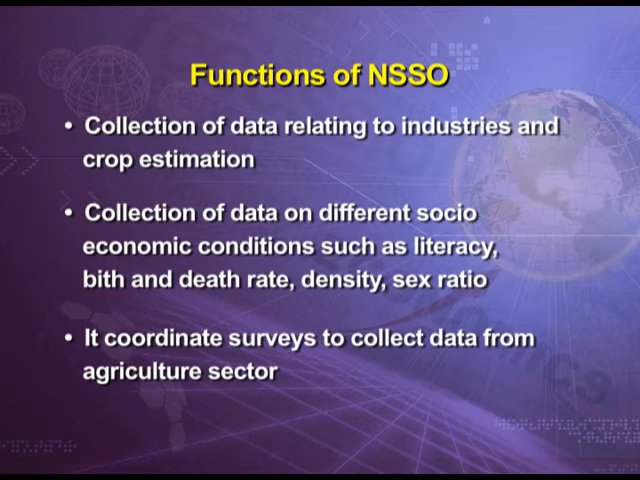 Functions of NSSO
• Collection of data relating to industries and
crop estimation
• Collection of data on different socio
economic conditions such as literacy,
bith and death rate, density, sex ratio
• It coordinate surveys to collect data from
agriculture sector